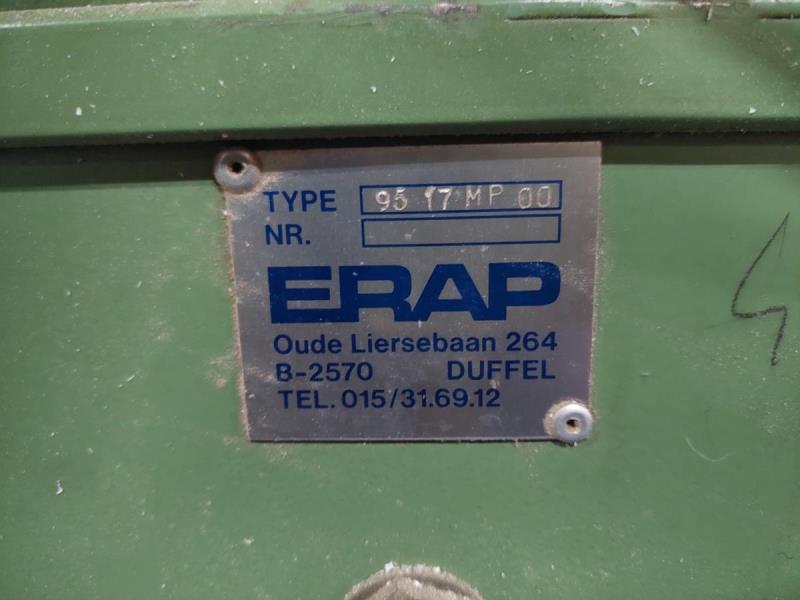 TYPE 95 17 MP 00
NR.
ERAP
Oude Liersebaan 264
B-2570 DUFFEL
TEL. 015/31.69.12